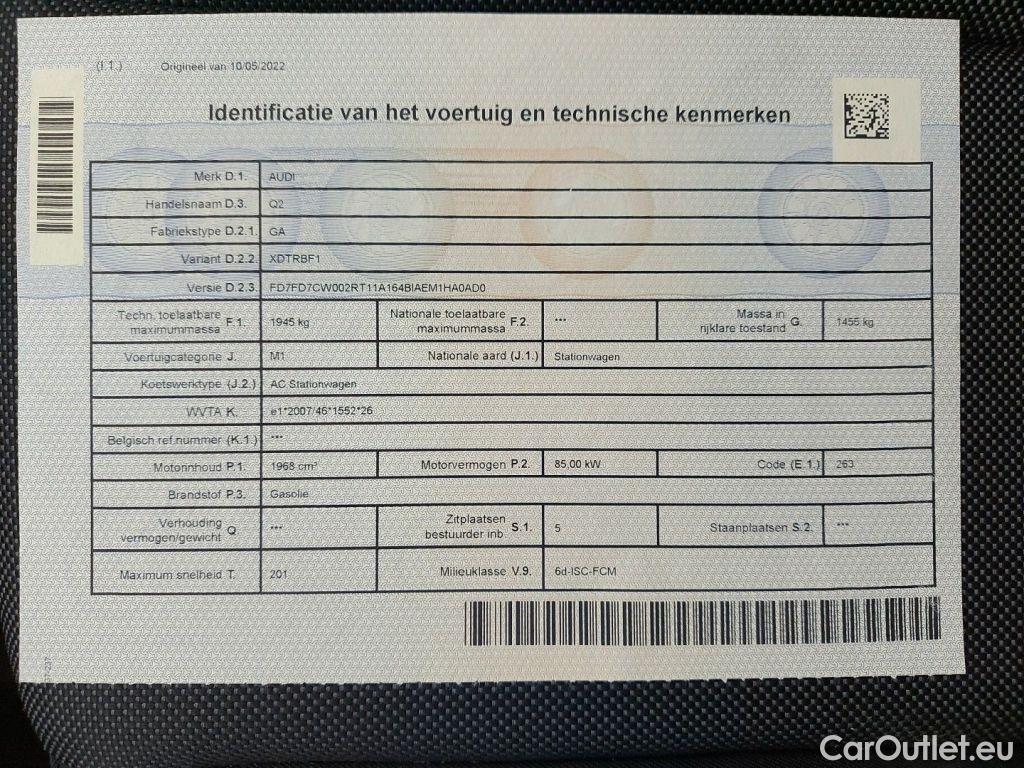 (I.1.) Origineel van 10/05/2022
Identificatie van het voertuig en technische kenmerken
Merk D.1. AUDI
Handelsnaam D.3. Q2
Fabriekstype D.2.1. GA
Variant D.2.2. XDTRBF1
Versie D.2.3. FD7FD7CW002RT11A164BIAEM1HA0AD0
Techn. toelaatbare maximummassa F.1. 1945 kg Nationale toelaatbare maximummassa F.2. *** Massa in rijklare toestand G. 1455 kg
Voertuigcategorie J. M1 Nationale aard (J.1.) Stationwagen
Koetswerktype (J.2.) AC Stationwagen
WVTA K. e1*2007/46*1552*26
Belgisch ref.nummer (K.1.) ***
Motorinhoud P.1. 1968 cm³ Motorvermogen P.2. 85,00 kW Code (E.1.) 263
Brandstof P.3. Gasolie
Verhouding vermogen/gewicht Q. *** Zitplaatsen bestuurder inb S.1. 5 Staanplaatsen S.2. ***
Maximum snelheid T. 201 Milieuklasse V.9. 6d-ISC-FCM
CarOutlet.eu